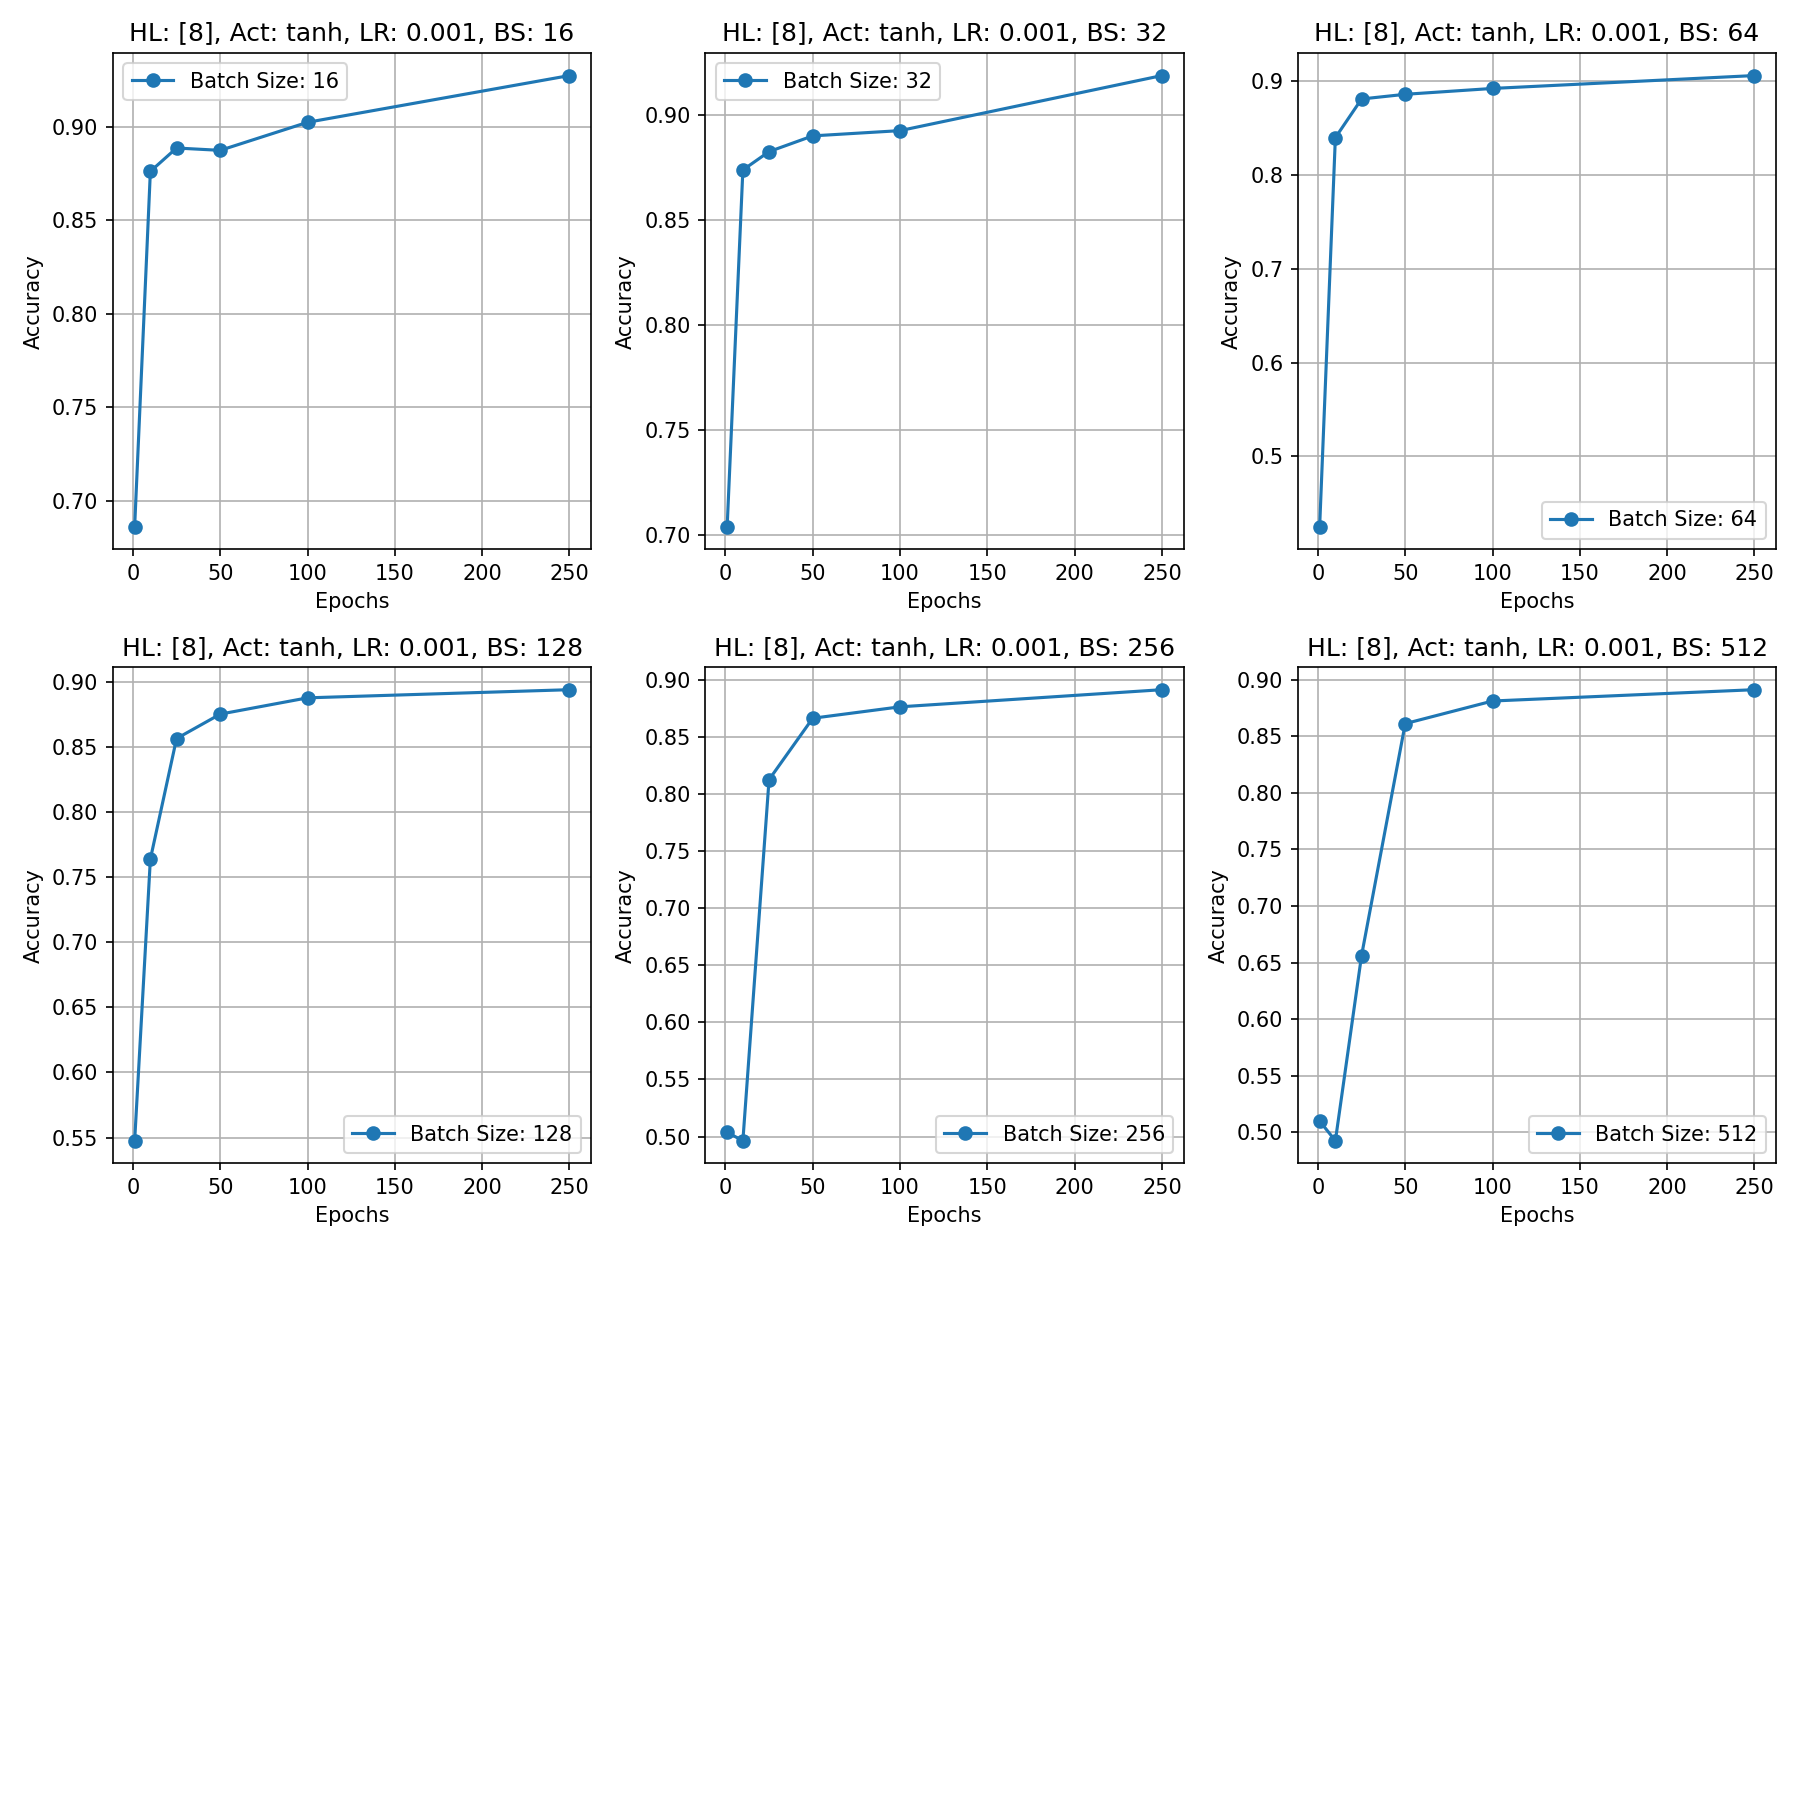 HL: [8], Act: tanh, LR: 0.001, BS: 16
Batch Size: 16
Accuracy
0.90
0.85
0.80
0.75
0.70
0 50 100 150 200 250
Epochs
HL: [8], Act: tanh, LR: 0.001, BS: 32
Batch Size: 32
Accuracy
0.90
0.85
0.80
0.75
0.70
0 50 100 150 200 250
Epochs
HL: [8], Act: tanh, LR: 0.001, BS: 64
Accuracy
0.9
0.8
0.7
0.6
0.5
Batch Size: 64
0 50 100 150 200 250
Epochs
HL: [8], Act: tanh, LR: 0.001, BS: 128
Accuracy
0.90
0.85
0.80
0.75
0.70
0.65
0.60
0.55
Batch Size: 128
0 50 100 150 200 250
Epochs
HL: [8], Act: tanh, LR: 0.001, BS: 256
Accuracy
0.90
0.85
0.80
0.75
0.70
0.65
0.60
0.55
0.50
Batch Size: 256
0 50 100 150 200 250
Epochs
HL: [8], Act: tanh, LR: 0.001, BS: 512
Accuracy
0.90
0.85
0.80
0.75
0.70
0.65
0.60
0.55
0.50
Batch Size: 512
0 50 100 150 200 250
Epochs